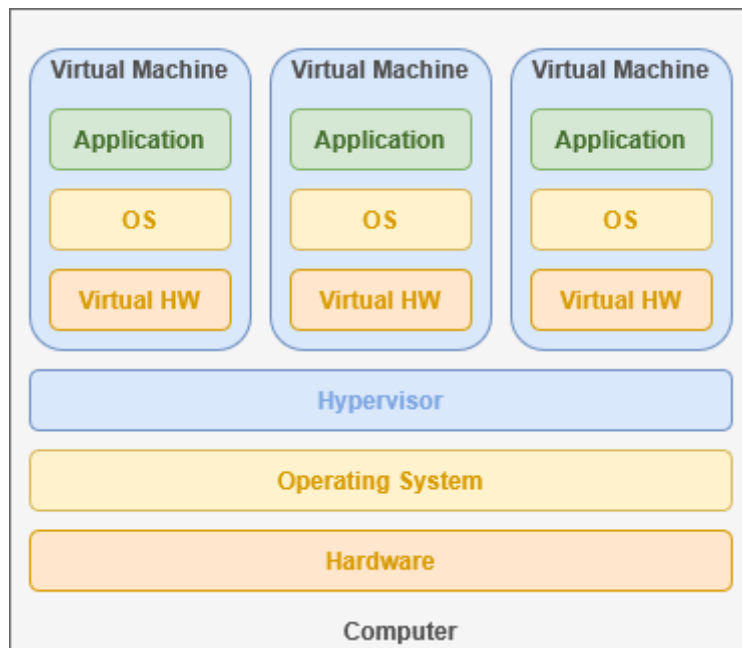 Virtual Machine Virtual Machine Virtual Machine
Application Application Application
OS OS OS
Virtual HW Virtual HW Virtual HW
Hypervisor
Operating System
Hardware
Computer